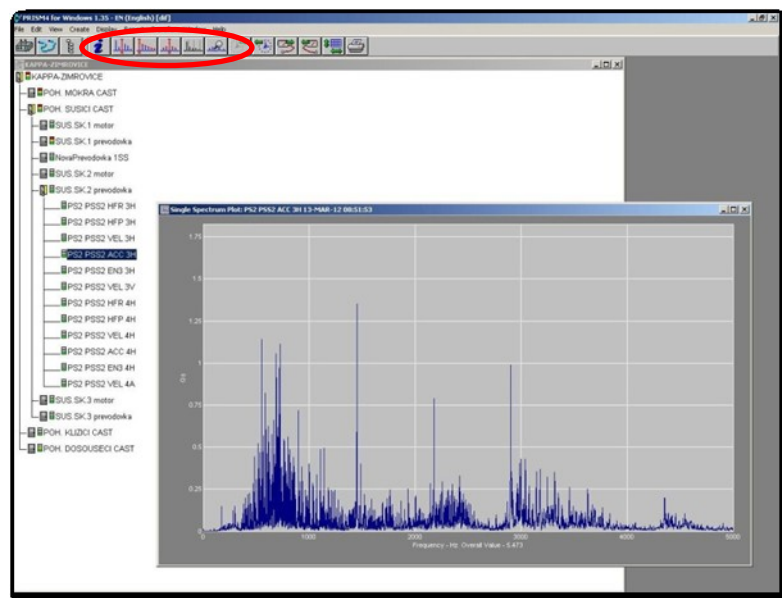 PRISM4 for Windows 1.35 - EN (English) [dif]
File Edit View Create Display
KAPPA-ZIMROVICE
KAPPA-ZIMROVICE
POH. MOKRA CAST
POH. SUSICI CAST
SUS.SK.1 motor
SUS.SK.1 prevodovka
NovaPrevodovka 1SS
SUS.SK.2 motor
SUS.SK.2 prevodovka
PS2 PSS2 HFR 3H
PS2 PSS2 HFP 3H
PS2 PSS2 VEL 3H
PS2 PSS2 ACC 3H
PS2 PSS2 EN3 3H
PS2 PSS2 VEL 3V
PS2 PSS2 HFR 4H
PS2 PSS2 HFP 4H
PS2 PSS2 VEL 4H
PS2 PSS2 ACC 4H
PS2 PSS2 EN3 4H
PS2 PSS2 VEL 4A
SUS.SK.3 motor
SUS.SK.3 prevodovka
POH. KLIZICI CAST
POH. DOSOUSECI CAST
Single Spectrum Plot: PS2 PSS2 ACC 3H 13-MAR-12 08:51:53
1.75
1.5
1.25
1
Gs
0.75
0.5
0.25
0
0 1000 2000 3000 4000 5000
Frequency - Hz Overall Value - 5.473